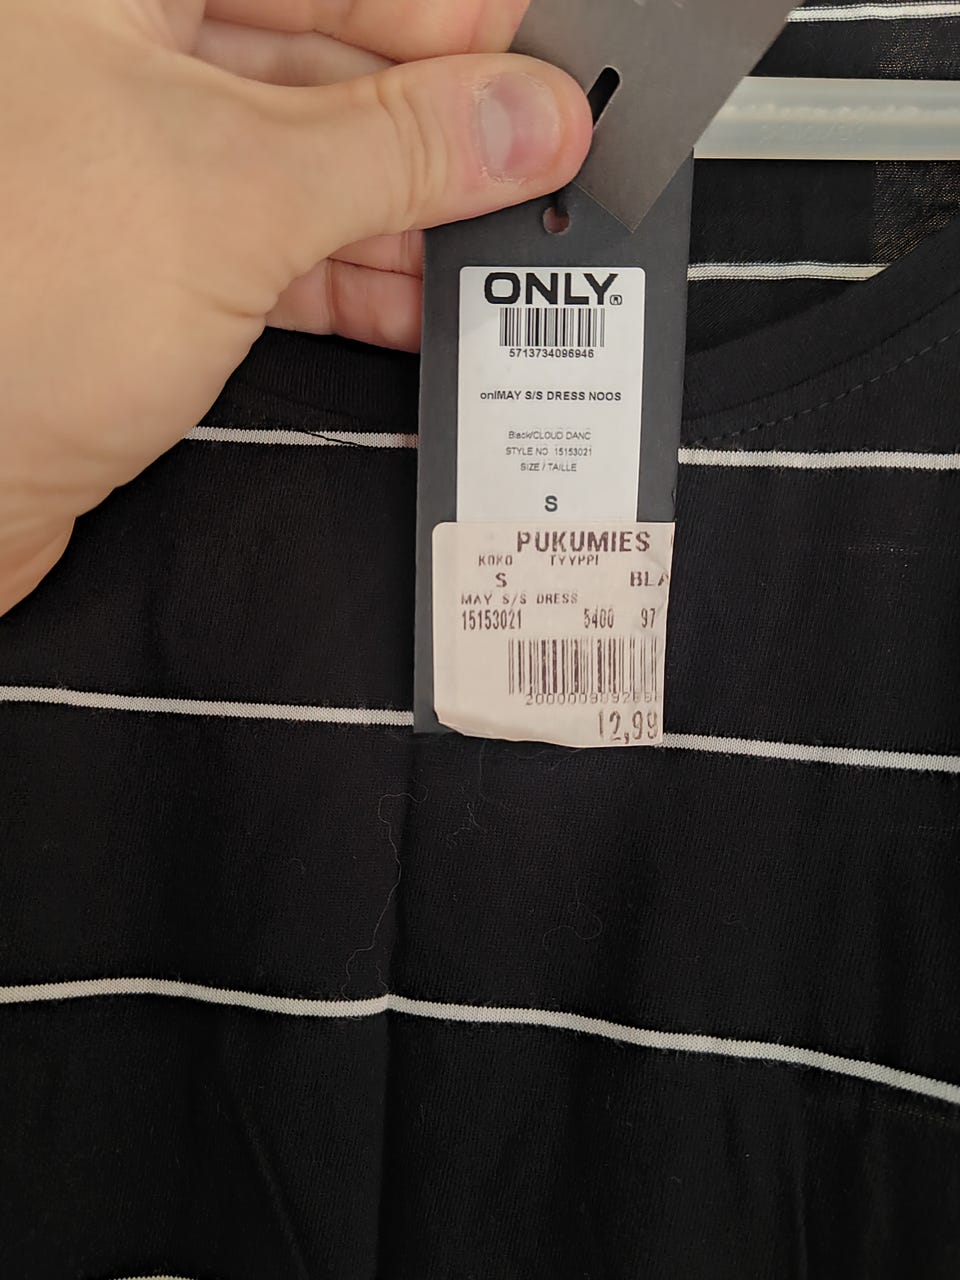 ONLY®
5713734096946
onlMAY S/S DRESS NOOS
Black/CLOUD DANC
STYLE NO 15153021
SIZE / TAILLE
S
PUKUMIES
KOKO TYYPPI
S BLA
MAY S/S DRESS
15153021 5400 97
12,99